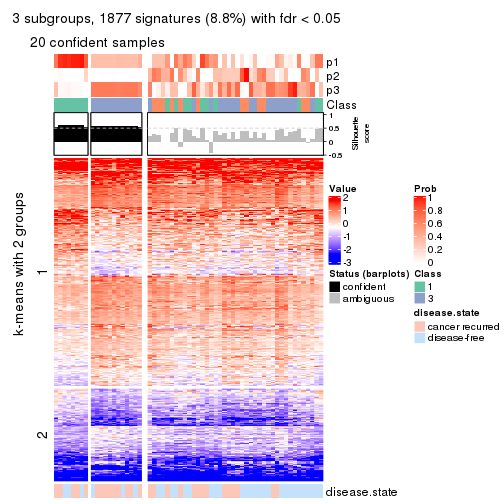 3 subgroups, 1877 signatures (8.8%) with fdr < 0.05
20 confident samples
p1
p2
p3
Class
1
0.5
0
-0.5
Silhouette
score
k-means with 2 groups
1
2
disease.state
Value
2
1
0
-1
-2
-3
Prob
1
0.8
0.6
0.4
0.2
0
Status (barplots)
confident
ambiguous
Class
1
3
disease.state
cancer recurred
disease-free